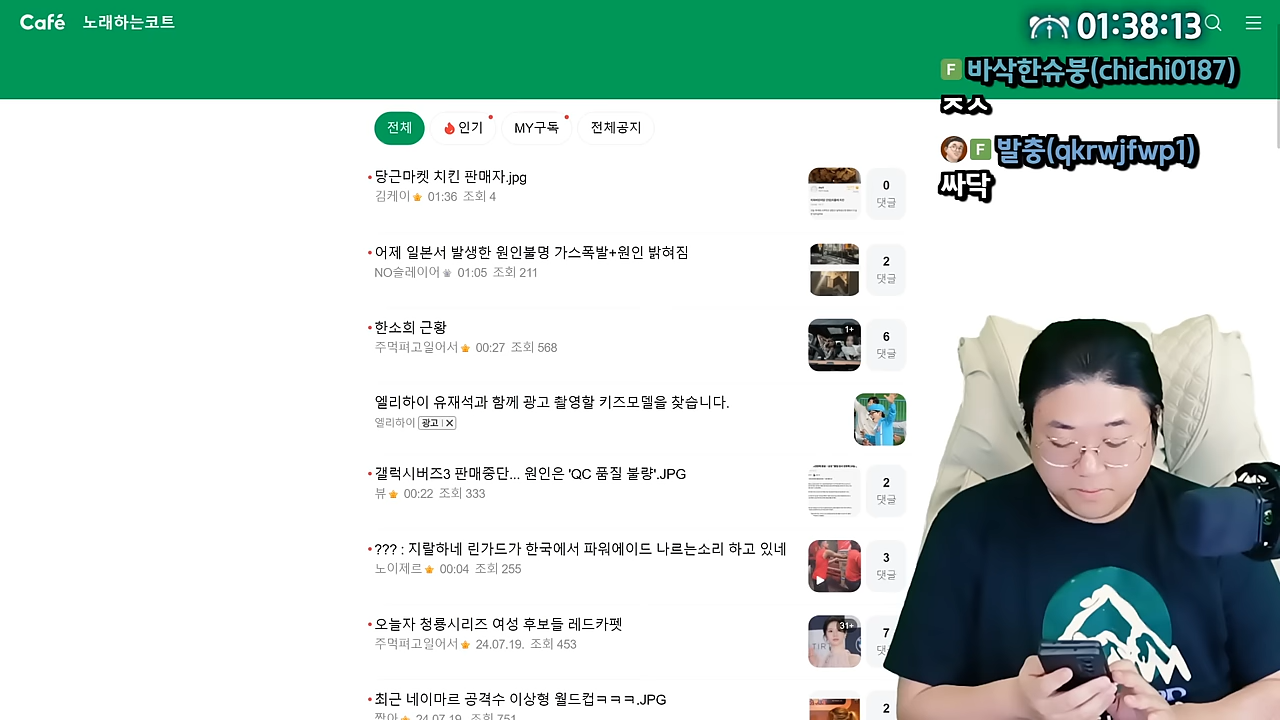 Café 노래하는코트
01:38:13
F 바삭한슈붕(chichi0187)
ㅈㅅ
F 발충(qkrwjfwp1)
싸닥
전체 인기 MY구독 전체공지
당근마켓 치킨 판매자.jpg
강케이 01:36 조회 4
0
댓글
어제 일본서 발생한 원인불명 가스폭발+원인 밝혀짐
NO슬레이어 01:05 조회 211
2
댓글
한소희 근황
주먹펴고일어서 00:27 조회 568
1+
6
댓글
엘리하이 유재석과 함께 광고 촬영할 키즈모델을 찾습니다.
엘리하이 광고 X
갤럭시버즈3 판매중단... 원인은 'QC 품질 불량'.JPG
2
댓글
??? : 지랄하네 린가드가 한국에서 파워에이드 나르는소리 하고 있네
노이제르 00:04 조회 255
3
댓글
오늘자 청룡시리즈 여성 후보들 레드카펫
주먹펴고일어서 24.07.19. 조회 453
31+
7
최근 네이마르 공격수 이상형 월드컵ㅋㅋㅋ.JPG
24.07.19. 조회 751
2